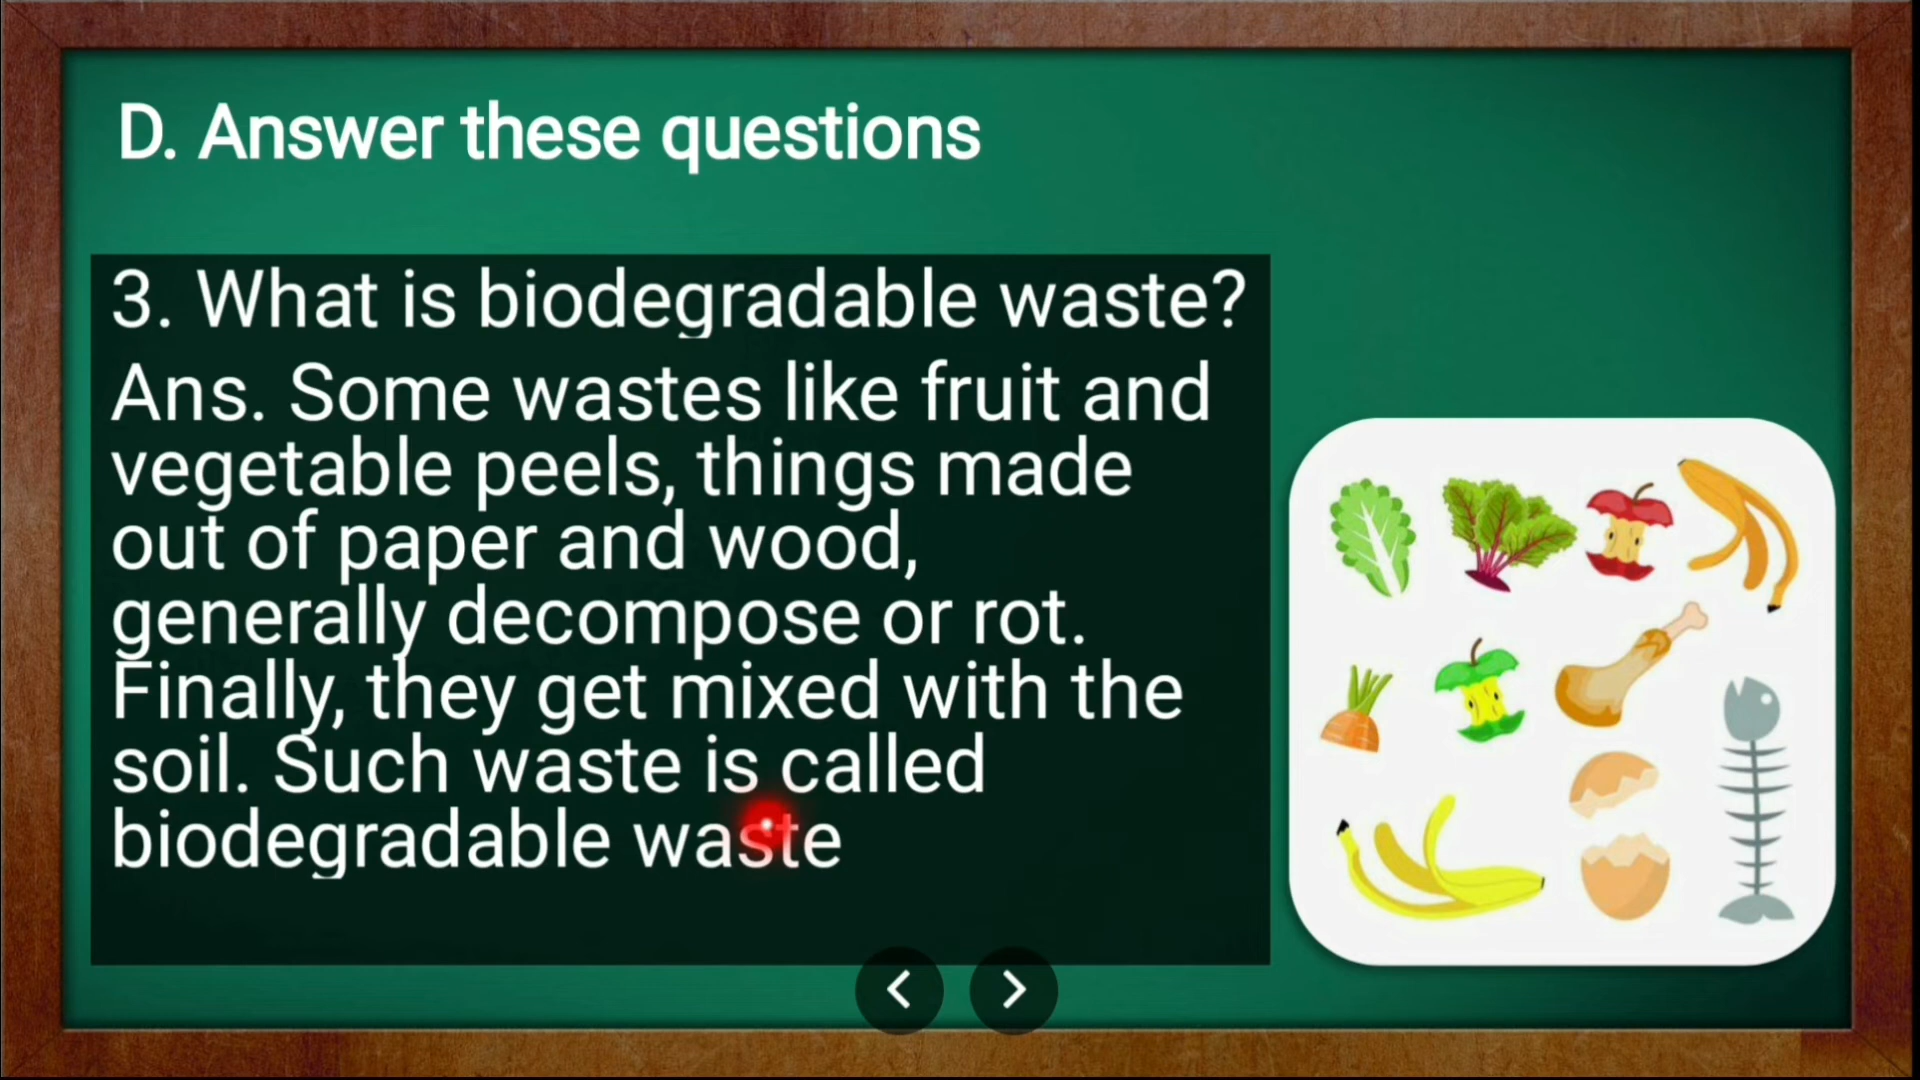 D. Answer these questions
3. What is biodegradable waste?
Ans. Some wastes like fruit and
vegetable peels, things made
out of paper and wood,
generally decompose or rot.
Finally, they get mixed with the
soil. Such waste is called
biodegradable waste